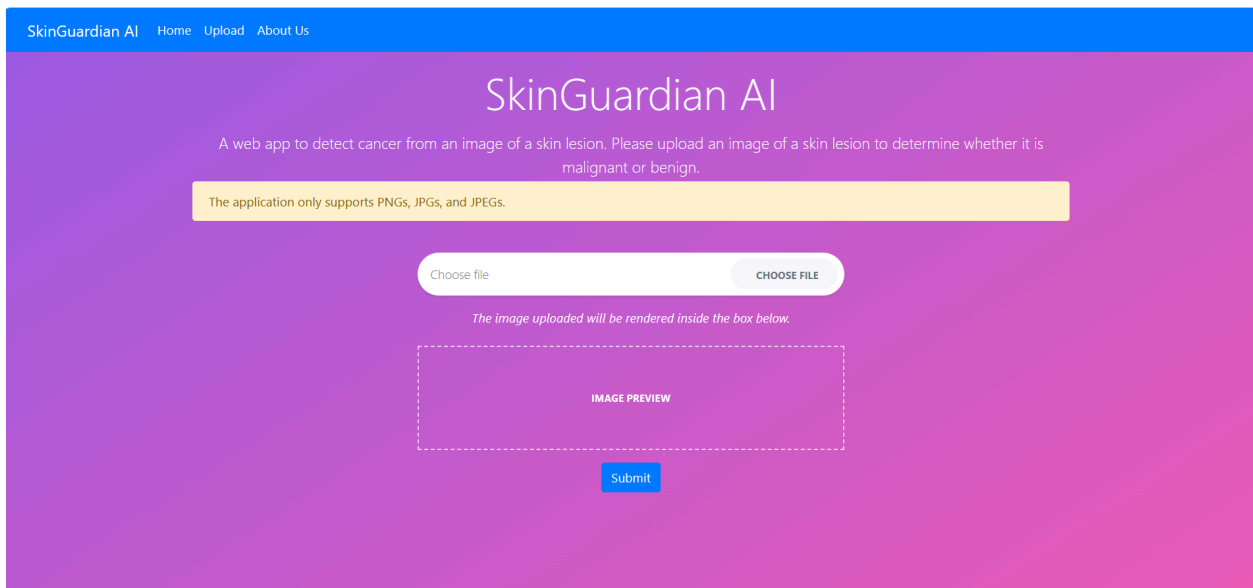 SkinGuardian AI Home Upload About Us
SkinGuardian AI
A web app to detect cancer from an image of a skin lesion. Please upload an image of a skin lesion to determine whether it is
malignant or benign.
The application only supports PNGs, JPGs, and JPEGs.
Choose file CHOOSE FILE
The image uploaded will be rendered inside the box below.
IMAGE PREVIEW
Submit